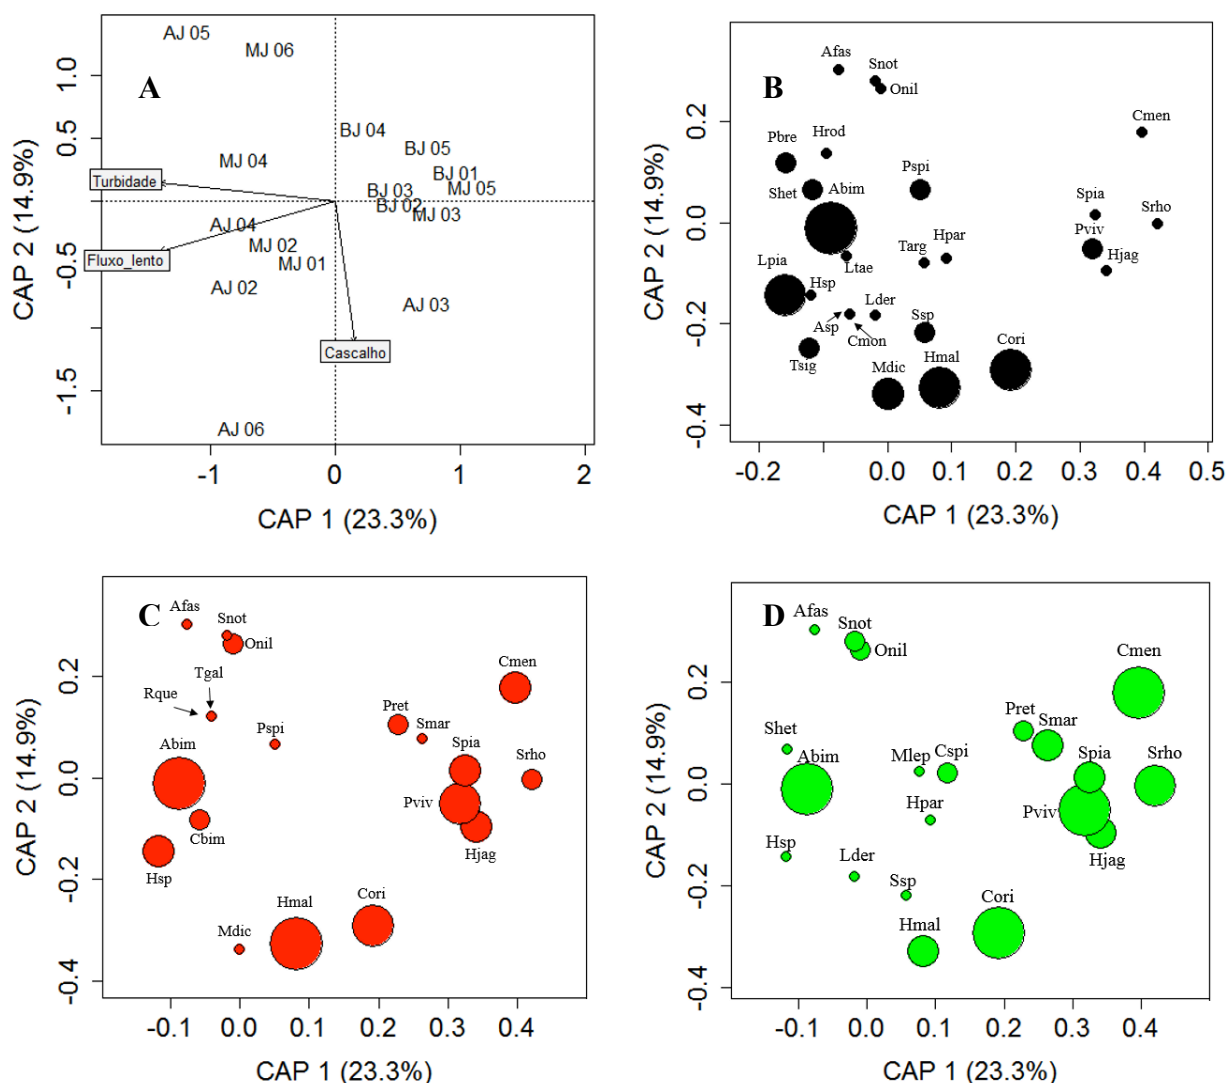 A
AJ 05
MJ 06
BJ 04
BJ 05
MJ 04
BJ 01
Turbidade
BJ 03
MJ 05
BJ 02
MJ 03
AJ 04
MJ 02
Fluxo_lento
MJ 01
AJ 02
AJ 03
Cascalho
AJ 06
1.0
0.5
-0.5
-1.5
CAP 2 (14.9%)
-1 0 1 2
CAP 1 (23.3%)
B
Afas
Snot
Onil
Cmen
Pbre
Hrod
Pspi
Shet
Abim
Spia
Srho
Pviv
Targ
Hpar
Hjag
Lpia
Ltae
Hsp
Lder
Asp
Cmon
Ssp
Tsig
Mdic
Hmal
Cori
0.2
0.0
-0.2
-0.4
CAP 2 (14.9%)
-0.2 0.0 0.1 0.2 0.3 0.4 0.5
CAP 1 (23.3%)
C
Afas
Snot
Onil
Tgal
Rque
Cmen
Pret
Smar
Pspi
Abim
Spia
Srho
Pviv
Cbim
Hjag
Hsp
Hmal
Cori
Mdic
0.2
0.0
-0.2
-0.4
CAP 2 (14.9%)
-0.1 0.0 0.1 0.2 0.3 0.4
CAP 1 (23.3%)
D
Afas
Snot
Onil
Cmen
Pret
Smar
Shet
Abim
Mlep
Cspi
Spia
Srho
Hpar
Pviv
Hjag
Hsp
Lder
Ssp
Hmal
Cori
0.2
0.0
-0.2
-0.4
CAP 2 (14.9%)
-0.1 0.0 0.1 0.2 0.3 0.4
CAP 1 (23.3%)